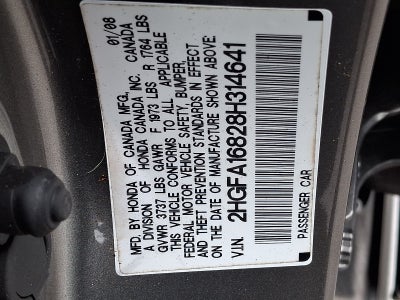 MFD. BY HONDA OF CANADA MFG. 01/08
A DIVISION OF HONDA CANADA INC. CANADA
GVWR 3737 LBS GAWR F 1973 LBS R 1764 LBS
THIS VEHICLE CONFORMS TO ALL APPLICABLE
FEDERAL MOTOR VEHICLE SAFETY, BUMPER,
AND THEFT PREVENTION STANDARDS IN EFFECT
ON THE DATE OF MANUFACTURE SHOWN ABOVE.
V.I.N. 2HGFA16828H314641
PASSENGER CAR